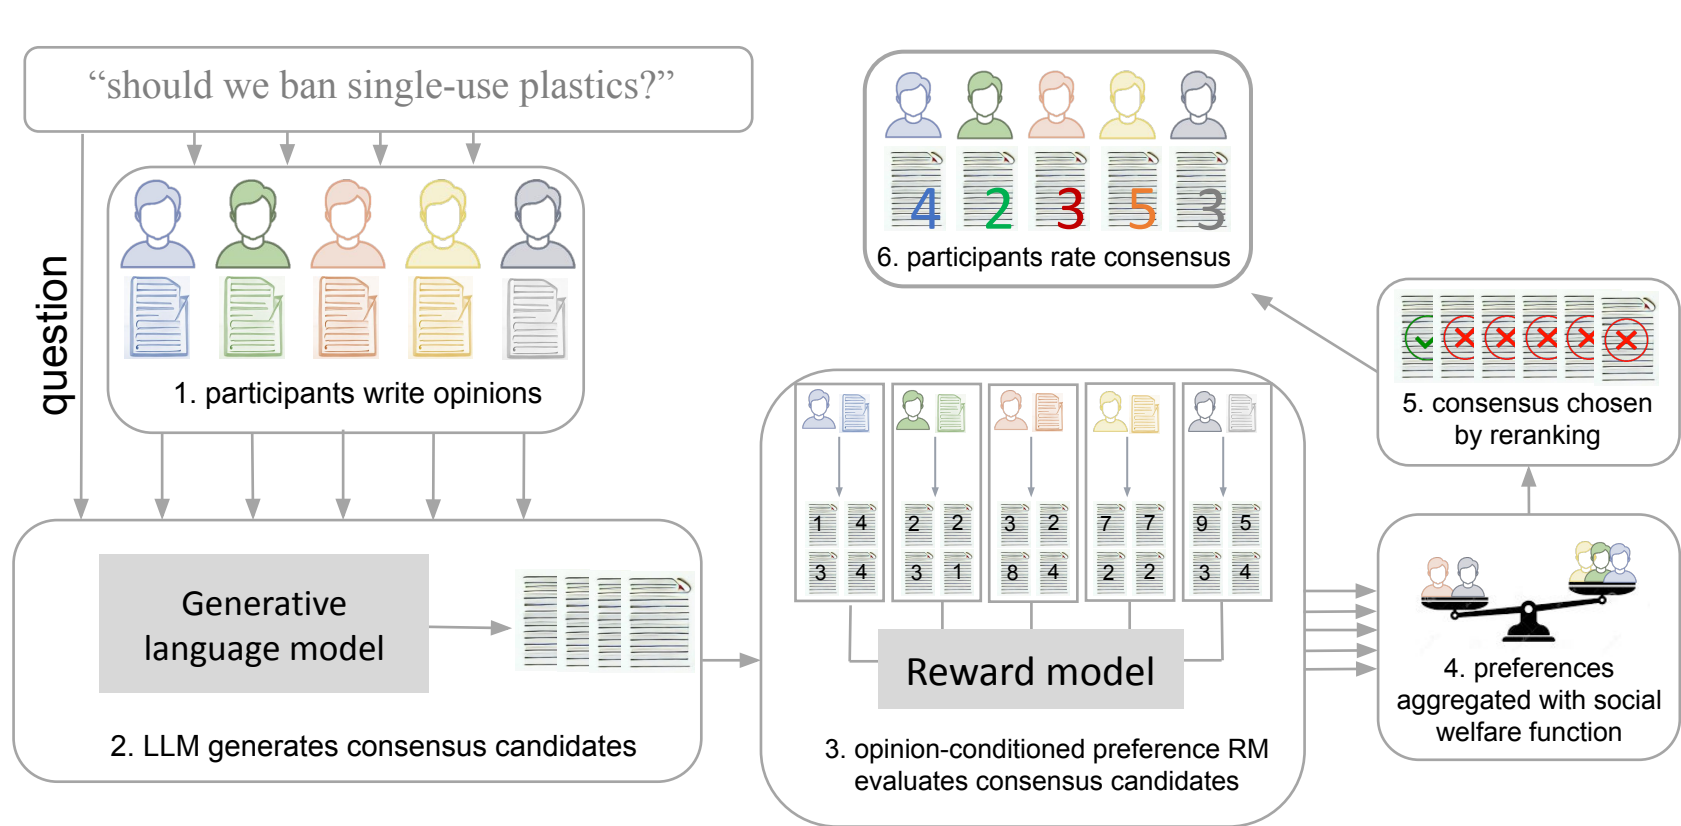 “should we ban single-use plastics?”
question
1. participants write opinions
Generative
language model
2. LLM generates consensus candidates
1 4 2 2 3 2 7 7 9 5
3 4 3 1 8 4 2 2 3 4
Reward model
3. opinion-conditioned preference RM
evaluates consensus candidates
4. preferences
aggregated with social
welfare function
5. consensus chosen
by reranking
4 2 3 5 3
6. participants rate consensus